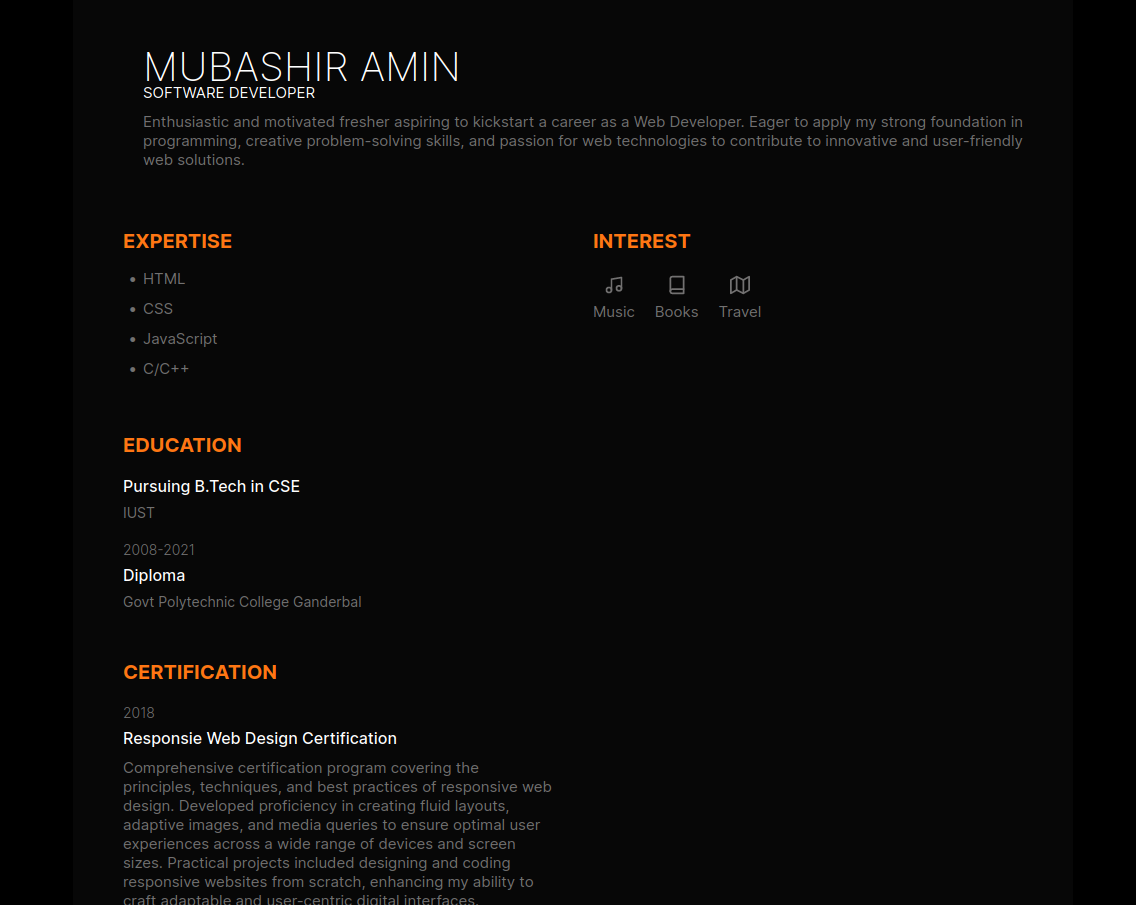 MUBASHIR AMIN
SOFTWARE DEVELOPER
Enthusiastic and motivated fresher aspiring to kickstart a career as a Web Developer. Eager to apply my strong foundation in
programming, creative problem-solving skills, and passion for web technologies to contribute to innovative and user-friendly
web solutions.
EXPERTISE
• HTML
• CSS
• JavaScript
• C/C++
INTEREST
Music Books Travel
EDUCATION
Pursuing B.Tech in CSE
IUST
2008-2021
Diploma
Govt Polytechnic College Ganderbal
CERTIFICATION
2018
Responsie Web Design Certification
Comprehensive certification program covering the
principles, techniques, and best practices of responsive web
design. Developed proficiency in creating fluid layouts,
adaptive images, and media queries to ensure optimal user
experiences across a wide range of devices and screen
sizes. Practical projects included designing and coding
responsive websites from scratch, enhancing my ability to
craft adaptable and user-centric digital interfaces.